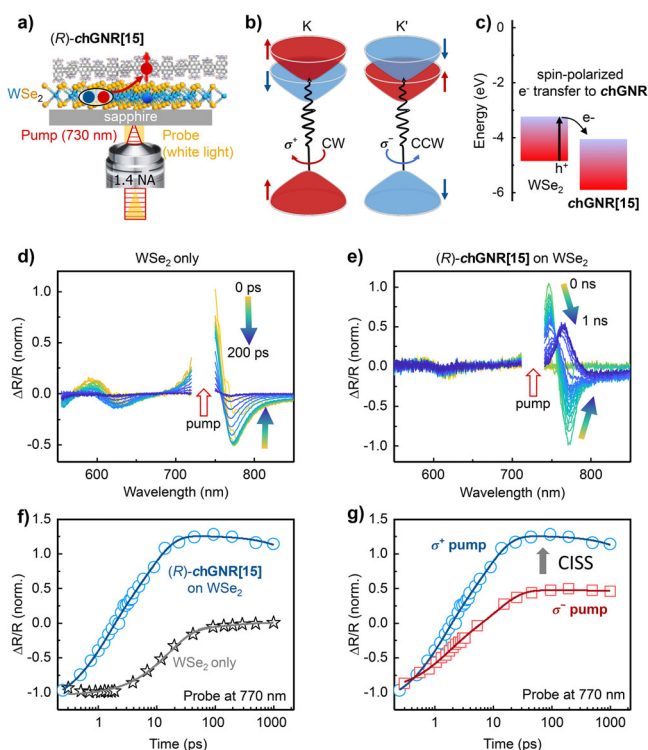 a)
(R)-chGNR[15]
WSe2
sapphire
Pump (730 nm)
Probe
(white light)
1.4 NA
b)
K
K'
σ+
CW
σ−
CCW
c)
Energy (eV)
-2
-3
-4
-5
-6
spin-polarized
e- transfer to chGNR
e-
h+
WSe2
chGNR[15]
d)
WSe2 only
ΔR/R (norm.)
1.0
0.5
0.0
-0.5
0 ps
200 ps
pump
600
700
800
Wavelength (nm)
e)
(R)-chGNR[15] on WSe2
ΔR/R (norm.)
1.0
0.5
0.0
-0.5
-1.0
0 ns
1 ns
pump
600
700
800
Wavelength (nm)
f)
ΔR/R (norm.)
1.5
1.0
0.5
0.0
-0.5
-1.0
(R)-chGNR[15]
on WSe2
WSe2 only
Probe at 770 nm
1
10
100
1000
Time (ps)
g)
ΔR/R (norm.)
1.5
1.0
0.5
0.0
-0.5
-1.0
σ+ pump
CISS
σ− pump
Probe at 770 nm
1
10
100
1000
Time (ps)